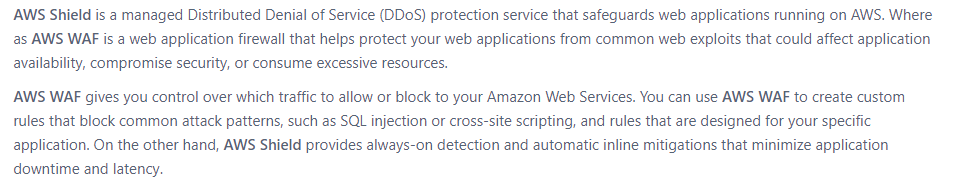 AWS Shield is a managed Distributed Denial of Service (DDoS) protection service that safeguards web applications running on AWS. Where
as AWS WAF is a web application firewall that helps protect your web applications from common web exploits that could affect application
availability, compromise security, or consume excessive resources.
AWS WAF gives you control over which traffic to allow or block to your Amazon Web Services. You can use AWS WAF to create custom
rules that block common attack patterns, such as SQL injection or cross-site scripting, and rules that are designed for your specific
application. On the other hand, AWS Shield provides always-on detection and automatic inline mitigations that minimize application
downtime and latency.